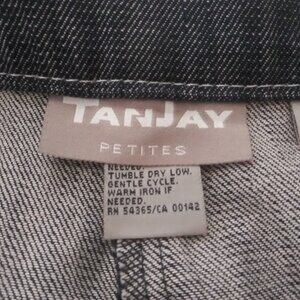 TANJAY
PETITES
NEEDED.
TUMBLE DRY LOW.
GENTLE CYCLE.
WARM IRON IF
NEEDED.
RN 54365/CA 00142